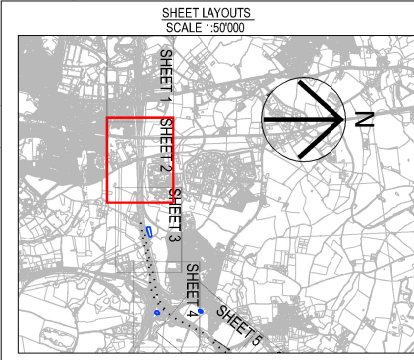 SHEET LAYOUTS
SCALE 1:50'000
SHEET 1
SHEET 2
SHEET 3
SHEET 4
SHEET 5
N